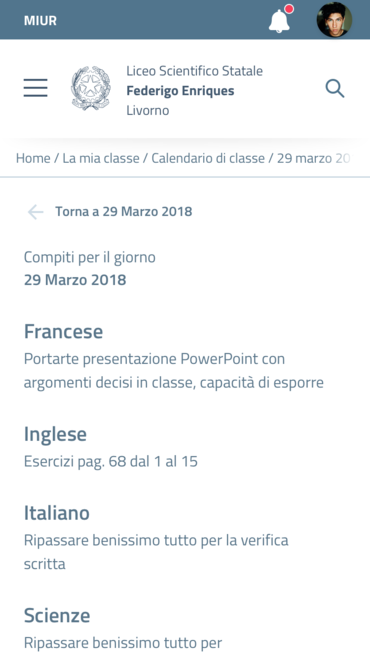 MIUR
Liceo Scientifico Statale
Federigo Enriques
Livorno
Home / La mia classe / Calendario di classe / 29 marzo 20
Torna a 29 Marzo 2018
Compiti per il giorno
29 Marzo 2018
Francese
Portarte presentazione PowerPoint con
argomenti decisi in classe, capacità di esporre
Inglese
Esercizi pag. 68 dal 1 al 15
Italiano
Ripassare benissimo tutto per la verifica
scritta
Scienze
Ripassare benissimo tutto per